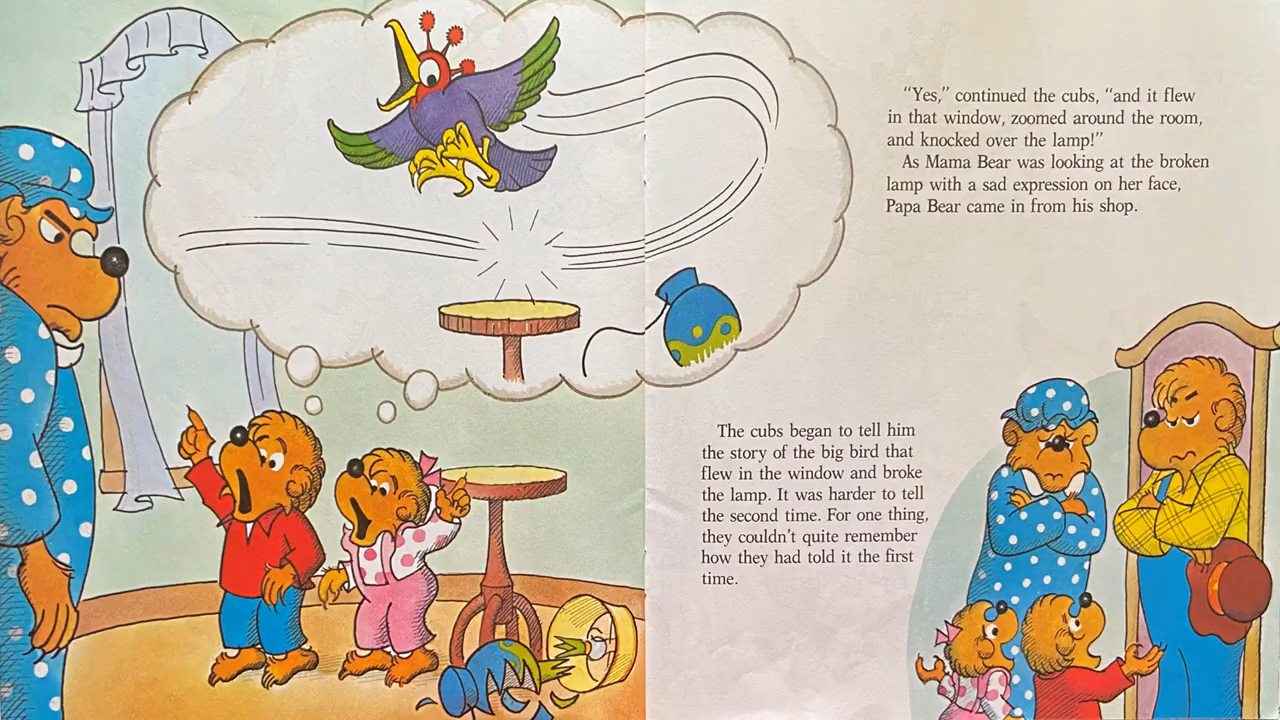 "Yes," continued the cubs, "and it flew
in that window, zoomed around the room,
and knocked over the lamp!"
As Mama Bear was looking at the broken
lamp with a sad expression on her face,
Papa Bear came in from his shop.
The cubs began to tell him
the story of the big bird that
flew in the window and broke
the lamp. It was harder to tell
the second time. For one thing,
they couldn't quite remember
how they had told it the first
time.